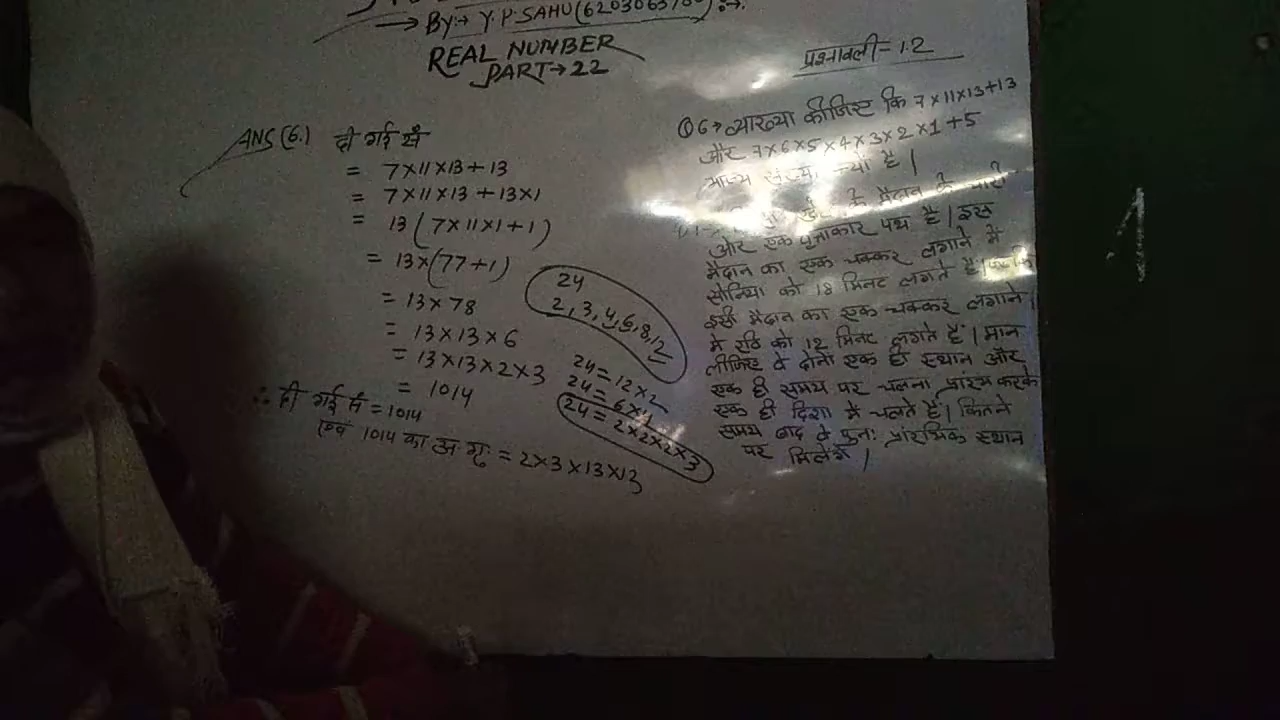 → By:→ Y.P. SAHU (
REAL NUMBER
PART→22
प्रश्नावली = 1.2
ANS (6.) दी गई सं
= 7×11×13+13
= 7×11×13+13×1
= 13(7×11×1+1)
= 13×(77+1)
= 13×78
= 13×13×6
= 13×13×2×3
= 1014
∴ दी गई सं = 1014
एवं 1014 का अ० गु० = 2×3×13×13
24
2,3,4,6,8,12
24=12×2
24=6×4
24=2×2×2×3
Q6→ व्याख्या कीजिए कि 7×11×13+13
और 7×6×5×4×3×2×1+5
भाज्य संख्या क्यों है |
के मैदान के चारो
ओर एक वृत्ताकार पथ है | इस
मैदान का एक चक्कर लगाने में
सोनिया को 18 मिनट लगते है |
इसी मैदान का एक चक्कर लगाने
मे रवि को 12 मिनट लगते है | मान
लीजिए वे दोनो एक ही स्थान और
एक ही समय पर चलना प्रारंभ करके
एक ही दिशा में चलते हैं | कितने
समय बाद वे पुनः प्रांरभिक स्थान
पर मिलेगें |
1